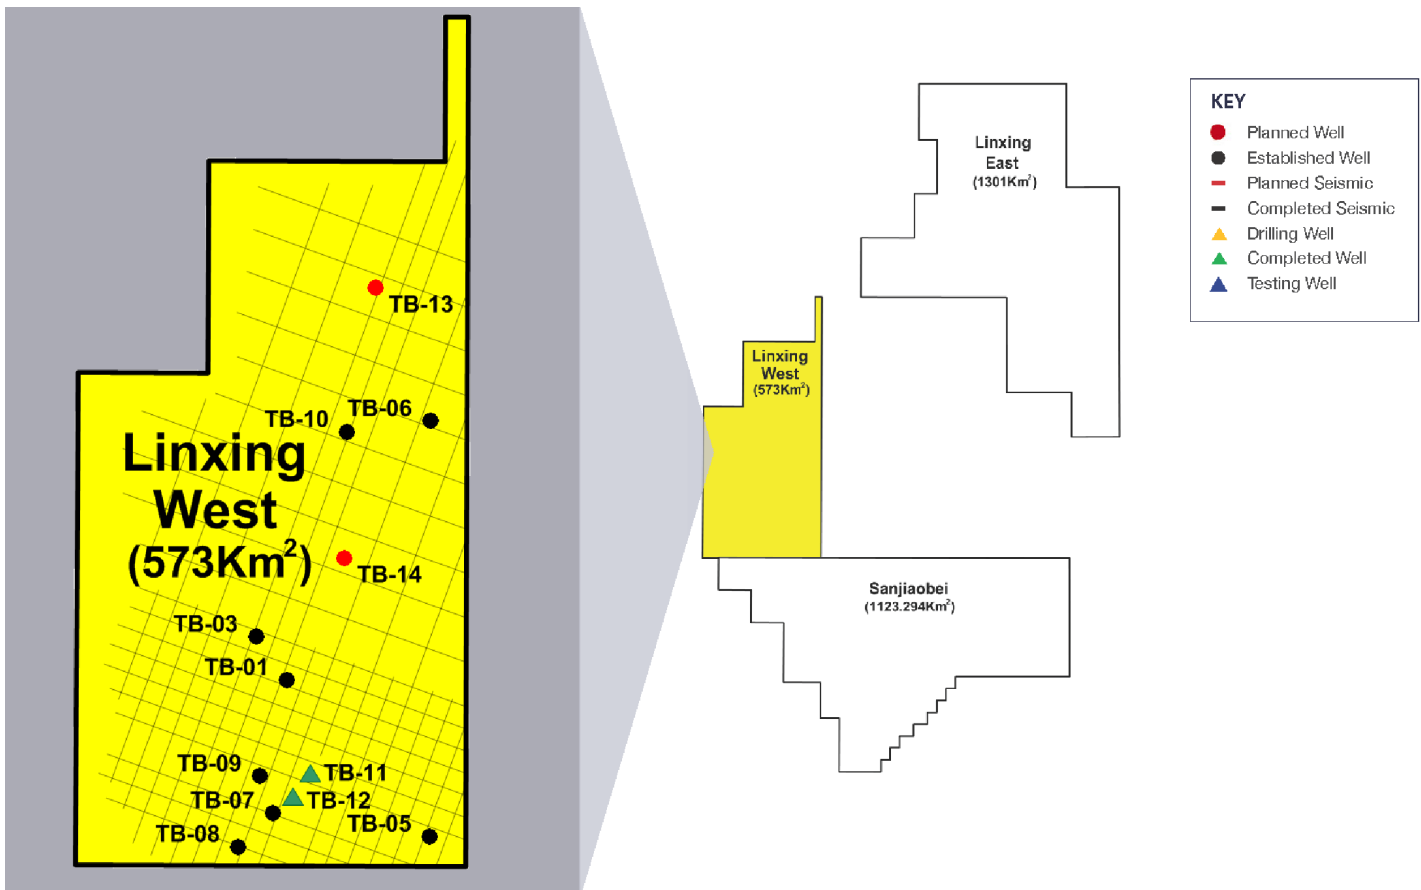 TB-13
TB-06
TB-10
Linxing
West
(573Km²)
TB-14
TB-03
TB-01
TB-09
TB-11
TB-07
TB-12
TB-05
TB-08
Linxing
East
(1301Km²)
Linxing
West
(573Km²)
Sanjiaobei
(1123.294Km²)
KEY
Planned Well
Established Well
Planned Seismic
Completed Seismic
Drilling Well
Completed Well
Testing Well